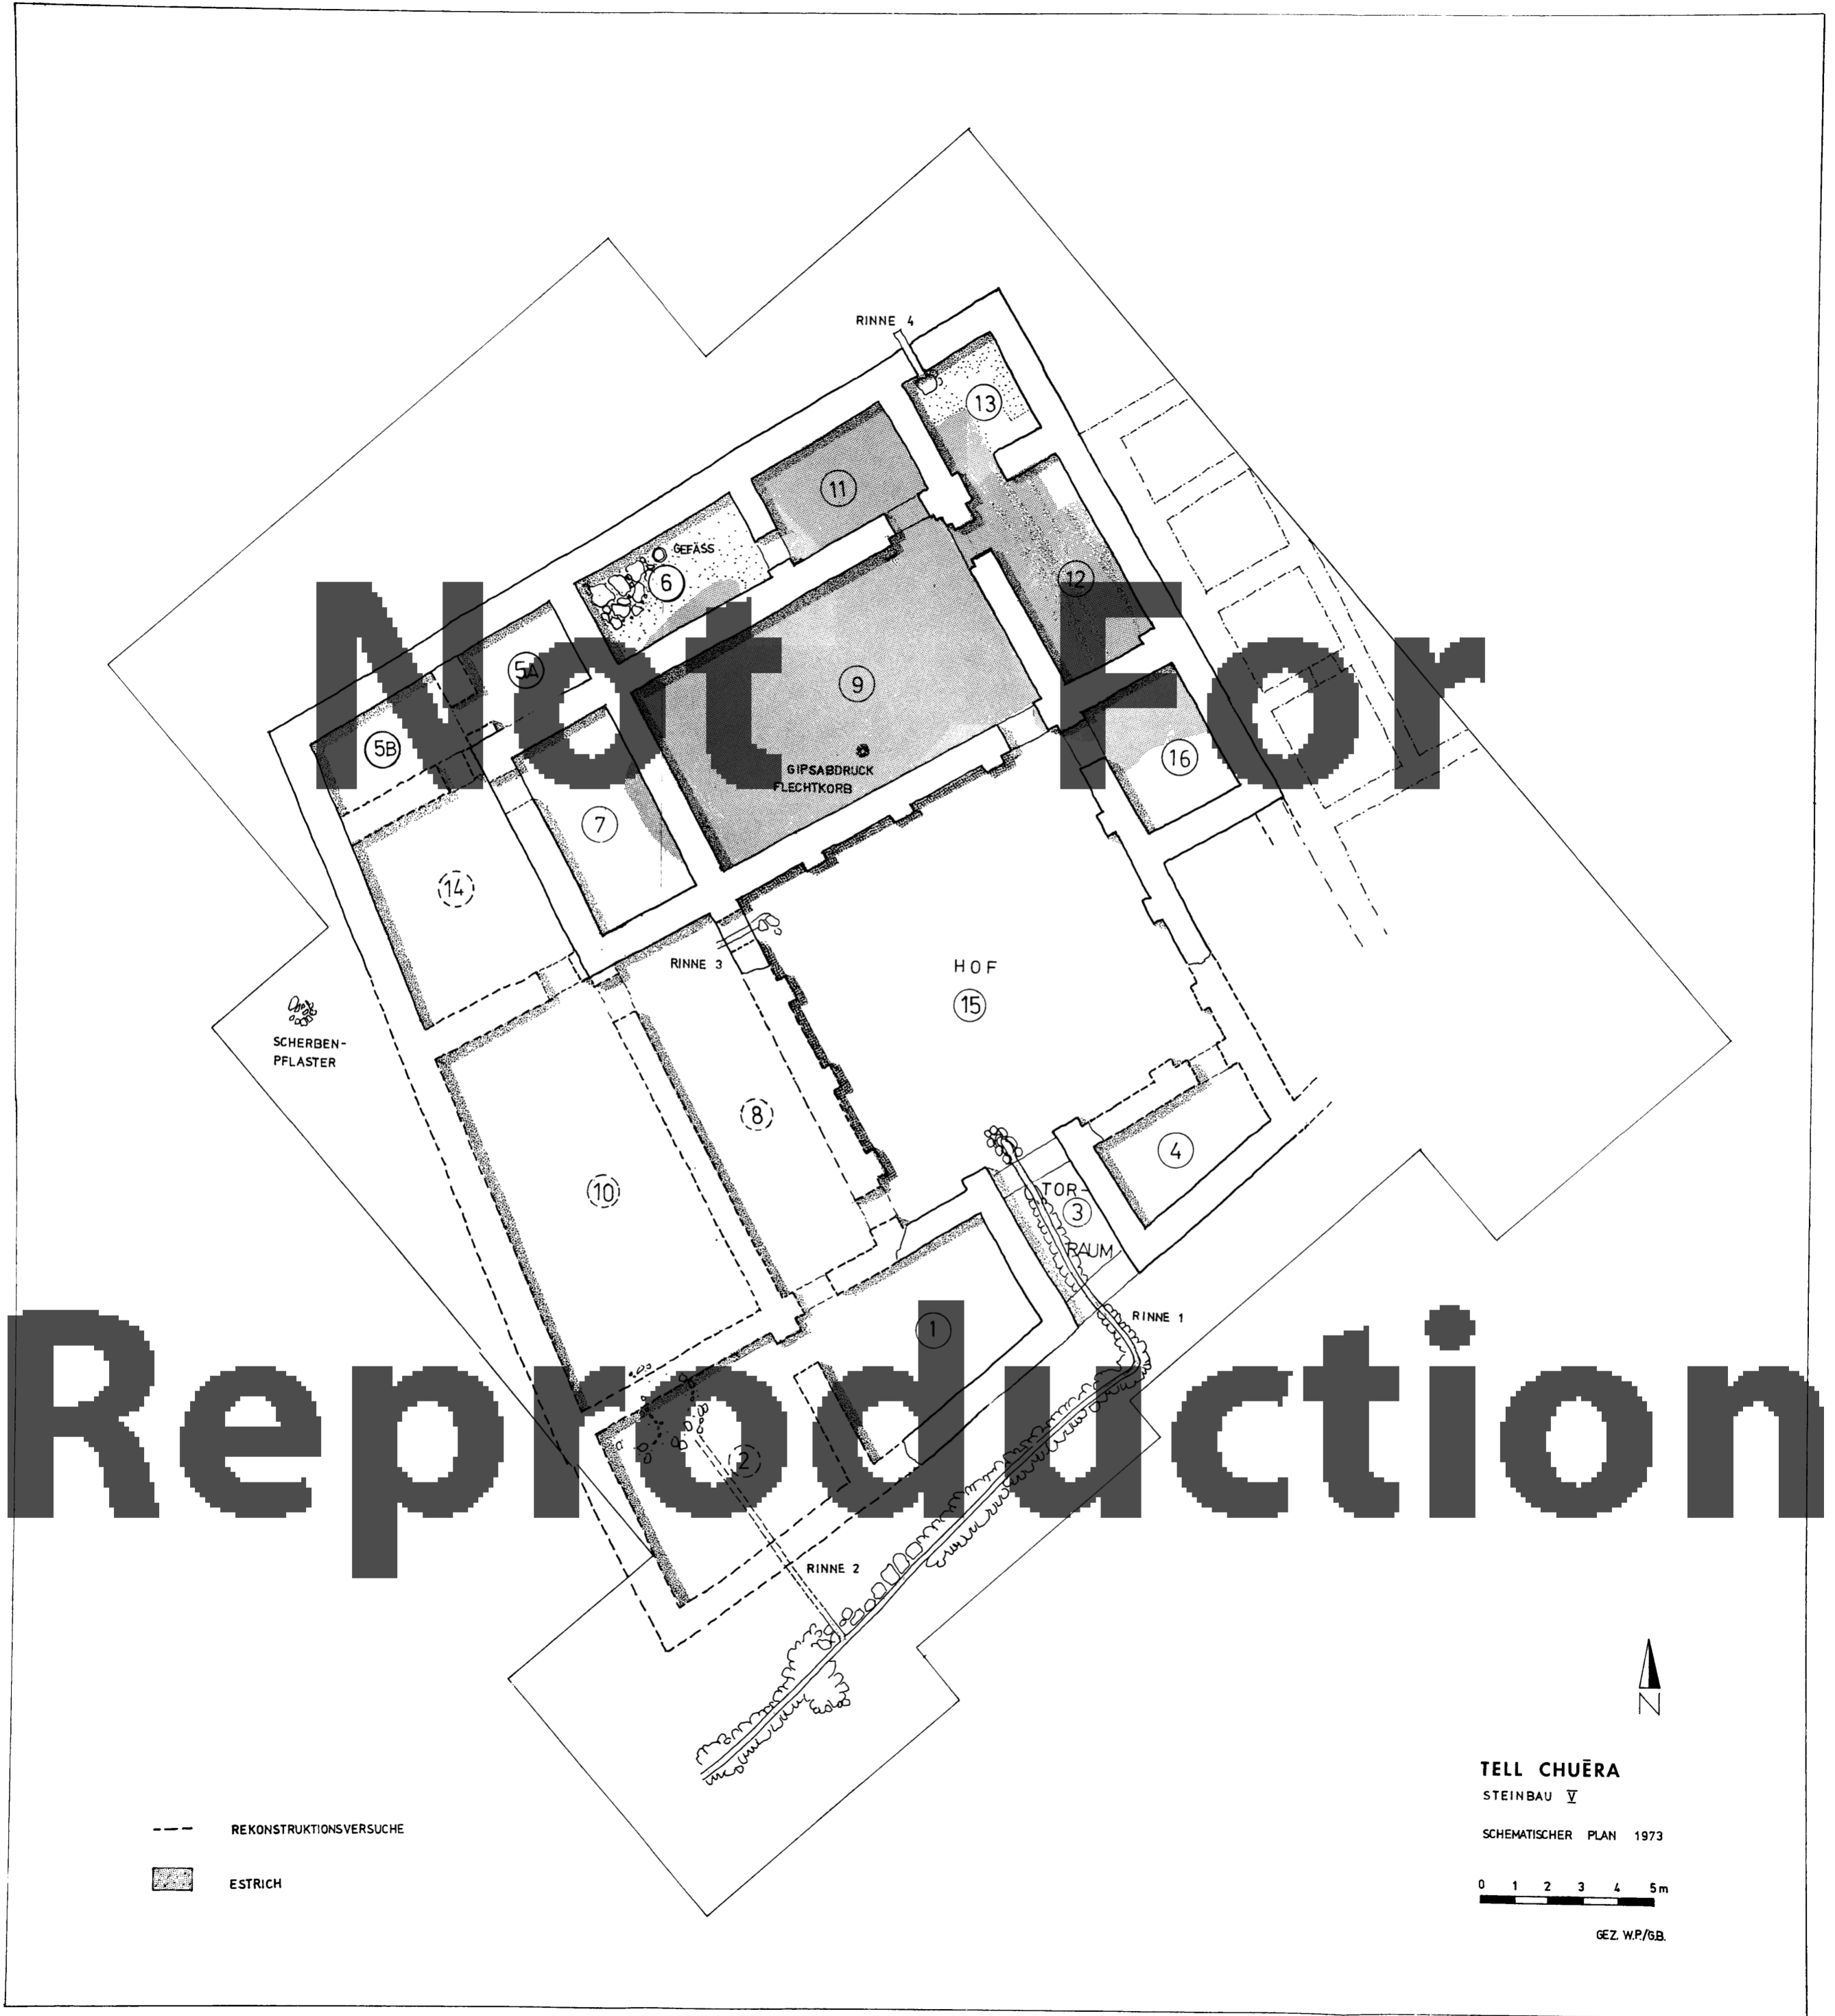 RINNE 4
13
11
GEFÄSS
6
12
5A
9
5B
GIPSABDRUCK
FLECHTKORB
16
7
14
RINNE 3
HOF
15
SCHERBEN-
PFLASTER
8
4
10
TOR-
3
RAUM
RINNE 1
1
2
RINNE 2
N
TELL CHUĒRA
STEINBAU V
SCHEMATISCHER PLAN 1973
--- REKONSTRUKTIONSVERSUCHE
ESTRICH
0 1 2 3 4 5m
GEZ. W.P./G.B.
Not For
Reproduction